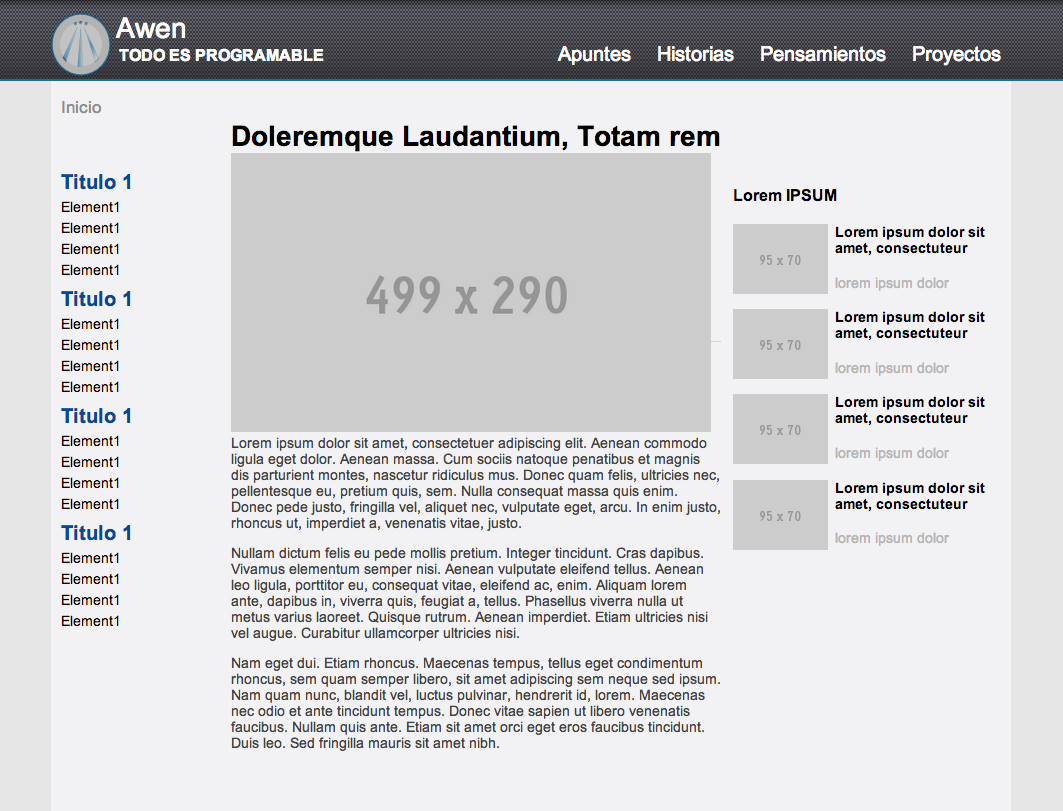 Awen
TODO ES PROGRAMABLE
Apuntes Historias Pensamientos Proyectos
Inicio
Titulo 1
Element1
Element1
Element1
Element1
Titulo 1
Element1
Element1
Element1
Element1
Titulo 1
Element1
Element1
Element1
Element1
Titulo 1
Element1
Element1
Element1
Element1
Doleremque Laudantium, Totam rem
499 x 290
Lorem ipsum dolor sit amet, consectetuer adipiscing elit. Aenean commodo
ligula eget dolor. Aenean massa. Cum sociis natoque penatibus et magnis
dis parturient montes, nascetur ridiculus mus. Donec quam felis, ultricies nec,
pellentesque eu, pretium quis, sem. Nulla consequat massa quis enim.
Donec pede justo, fringilla vel, aliquet nec, vulputate eget, arcu. In enim justo,
rhoncus ut, imperdiet a, venenatis vitae, justo.
Nullam dictum felis eu pede mollis pretium. Integer tincidunt. Cras dapibus.
Vivamus elementum semper nisi. Aenean vulputate eleifend tellus. Aenean
leo ligula, porttitor eu, consequat vitae, eleifend ac, enim. Aliquam lorem
ante, dapibus in, viverra quis, feugiat a, tellus. Phasellus viverra nulla ut
metus varius laoreet. Quisque rutrum. Aenean imperdiet. Etiam ultricies nisi
vel augue. Curabitur ullamcorper ultricies nisi.
Nam eget dui. Etiam rhoncus. Maecenas tempus, tellus eget condimentum
rhoncus, sem quam semper libero, sit amet adipiscing sem neque sed ipsum.
Nam quam nunc, blandit vel, luctus pulvinar, hendrerit id, lorem. Maecenas
nec odio et ante tincidunt tempus. Donec vitae sapien ut libero venenatis
faucibus. Nullam quis ante. Etiam sit amet orci eget eros faucibus tincidunt.
Duis leo. Sed fringilla mauris sit amet nibh.
Lorem IPSUM
95 x 70
Lorem ipsum dolor sit
amet, consectuteur
lorem ipsum dolor
95 x 70
Lorem ipsum dolor sit
amet, consectuteur
lorem ipsum dolor
95 x 70
Lorem ipsum dolor sit
amet, consectuteur
lorem ipsum dolor
95 x 70
Lorem ipsum dolor sit
amet, consectuteur
lorem ipsum dolor